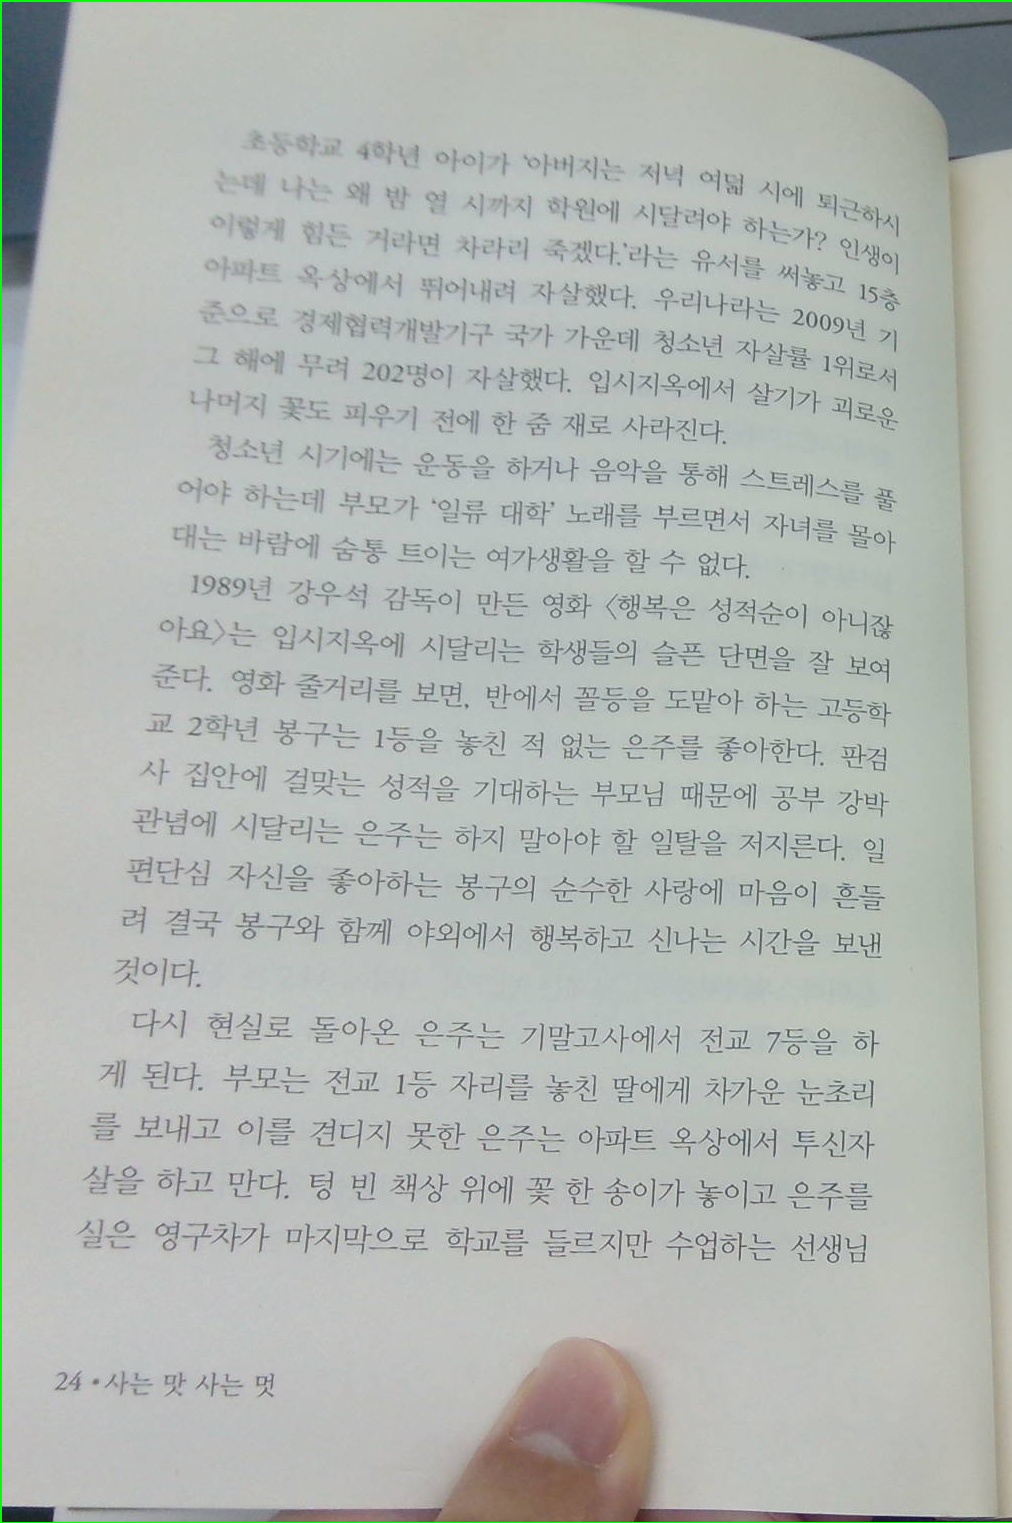 초등학교 4학년 아이가 ‘아버지는 저녁 여덟 시에 퇴근하시
는데 나는 왜 밤 열 시까지 학원에 시달려야 하는가? 인생이
이렇게 힘든 거라면 차라리 죽겠다.’라는 유서를 써놓고 15층
아파트 옥상에서 뛰어내려 자살했다. 우리나라는 2009년 기
준으로 경제협력개발기구 국가 가운데 청소년 자살률 1위로서
그 해에 무려 202명이 자살했다. 입시지옥에서 살기가 괴로운
나머지 꽃도 피우기 전에 한 줌 재로 사라진다.
청소년 시기에는 운동을 하거나 음악을 통해 스트레스를 풀
어야 하는데 부모가 ‘일류 대학’ 노래를 부르면서 자녀를 몰아
대는 바람에 숨통 트이는 여가생활을 할 수 없다.
1989년 강우석 감독이 만든 영화 〈행복은 성적순이 아니잖
아요〉는 입시지옥에 시달리는 학생들의 슬픈 단면을 잘 보여
준다. 영화 줄거리를 보면, 반에서 꼴등을 도맡아 하는 고등학
교 2학년 봉구는 1등을 놓친 적 없는 은주를 좋아한다. 판검
사 집안에 걸맞는 성적을 기대하는 부모님 때문에 공부 강박
관념에 시달리는 은주는 하지 말아야 할 일탈을 저지른다. 일
편단심 자신을 좋아하는 봉구의 순수한 사랑에 마음이 흔들
려 결국 봉구와 함께 야외에서 행복하고 신나는 시간을 보낸
것이다.
다시 현실로 돌아온 은주는 기말고사에서 전교 7등을 하
게 된다. 부모는 전교 1등 자리를 놓친 딸에게 차가운 눈초리
를 보내고 이를 견디지 못한 은주는 아파트 옥상에서 투신자
살을 하고 만다. 텅 빈 책상 위에 꽃 한 송이가 놓이고 은주를
실은 영구차가 마지막으로 학교를 들르지만 수업하는 선생님
24 • 사는 맛 사는 멋